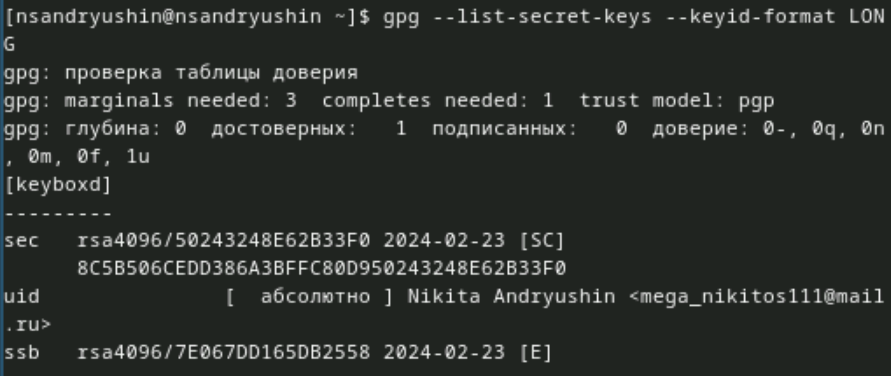 [nsandryushin@nsandryushin ~]$ gpg --list-secret-keys --keyid-format LON
G
gpg: проверка таблицы доверия
gpg: marginals needed: 3  completes needed: 1  trust model: pgp
gpg: глубина: 0  достоверных:   1  подписанных:   0  доверие: 0-, 0q, 0n
, 0m, 0f, 1u
[keyboxd]
---------
sec   rsa4096/50243248E62B33F0 2024-02-23 [SC]
      8C5B506CEDD386A3BFFC80D950243248E62B33F0
uid                 [  абсолютно ] Nikita Andryushin <mega_nikitos111@mail
.ru>
ssb   rsa4096/7E067DD165DB2558 2024-02-23 [E]